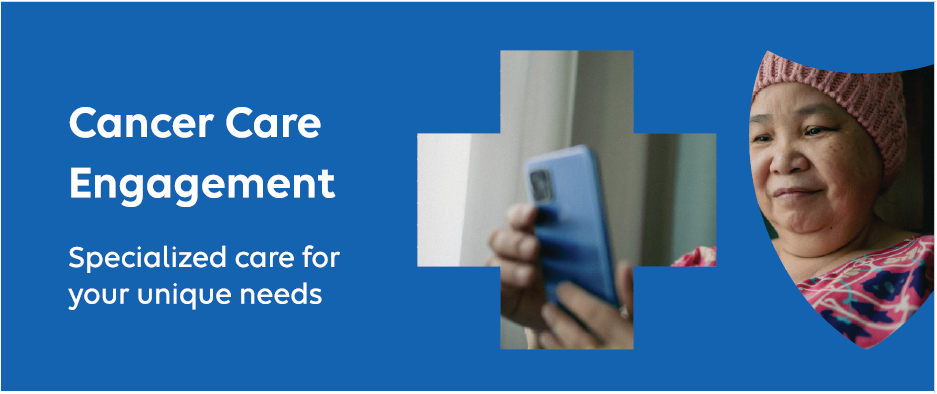 Cancer Care
Engagement
Specialized care for
your unique needs